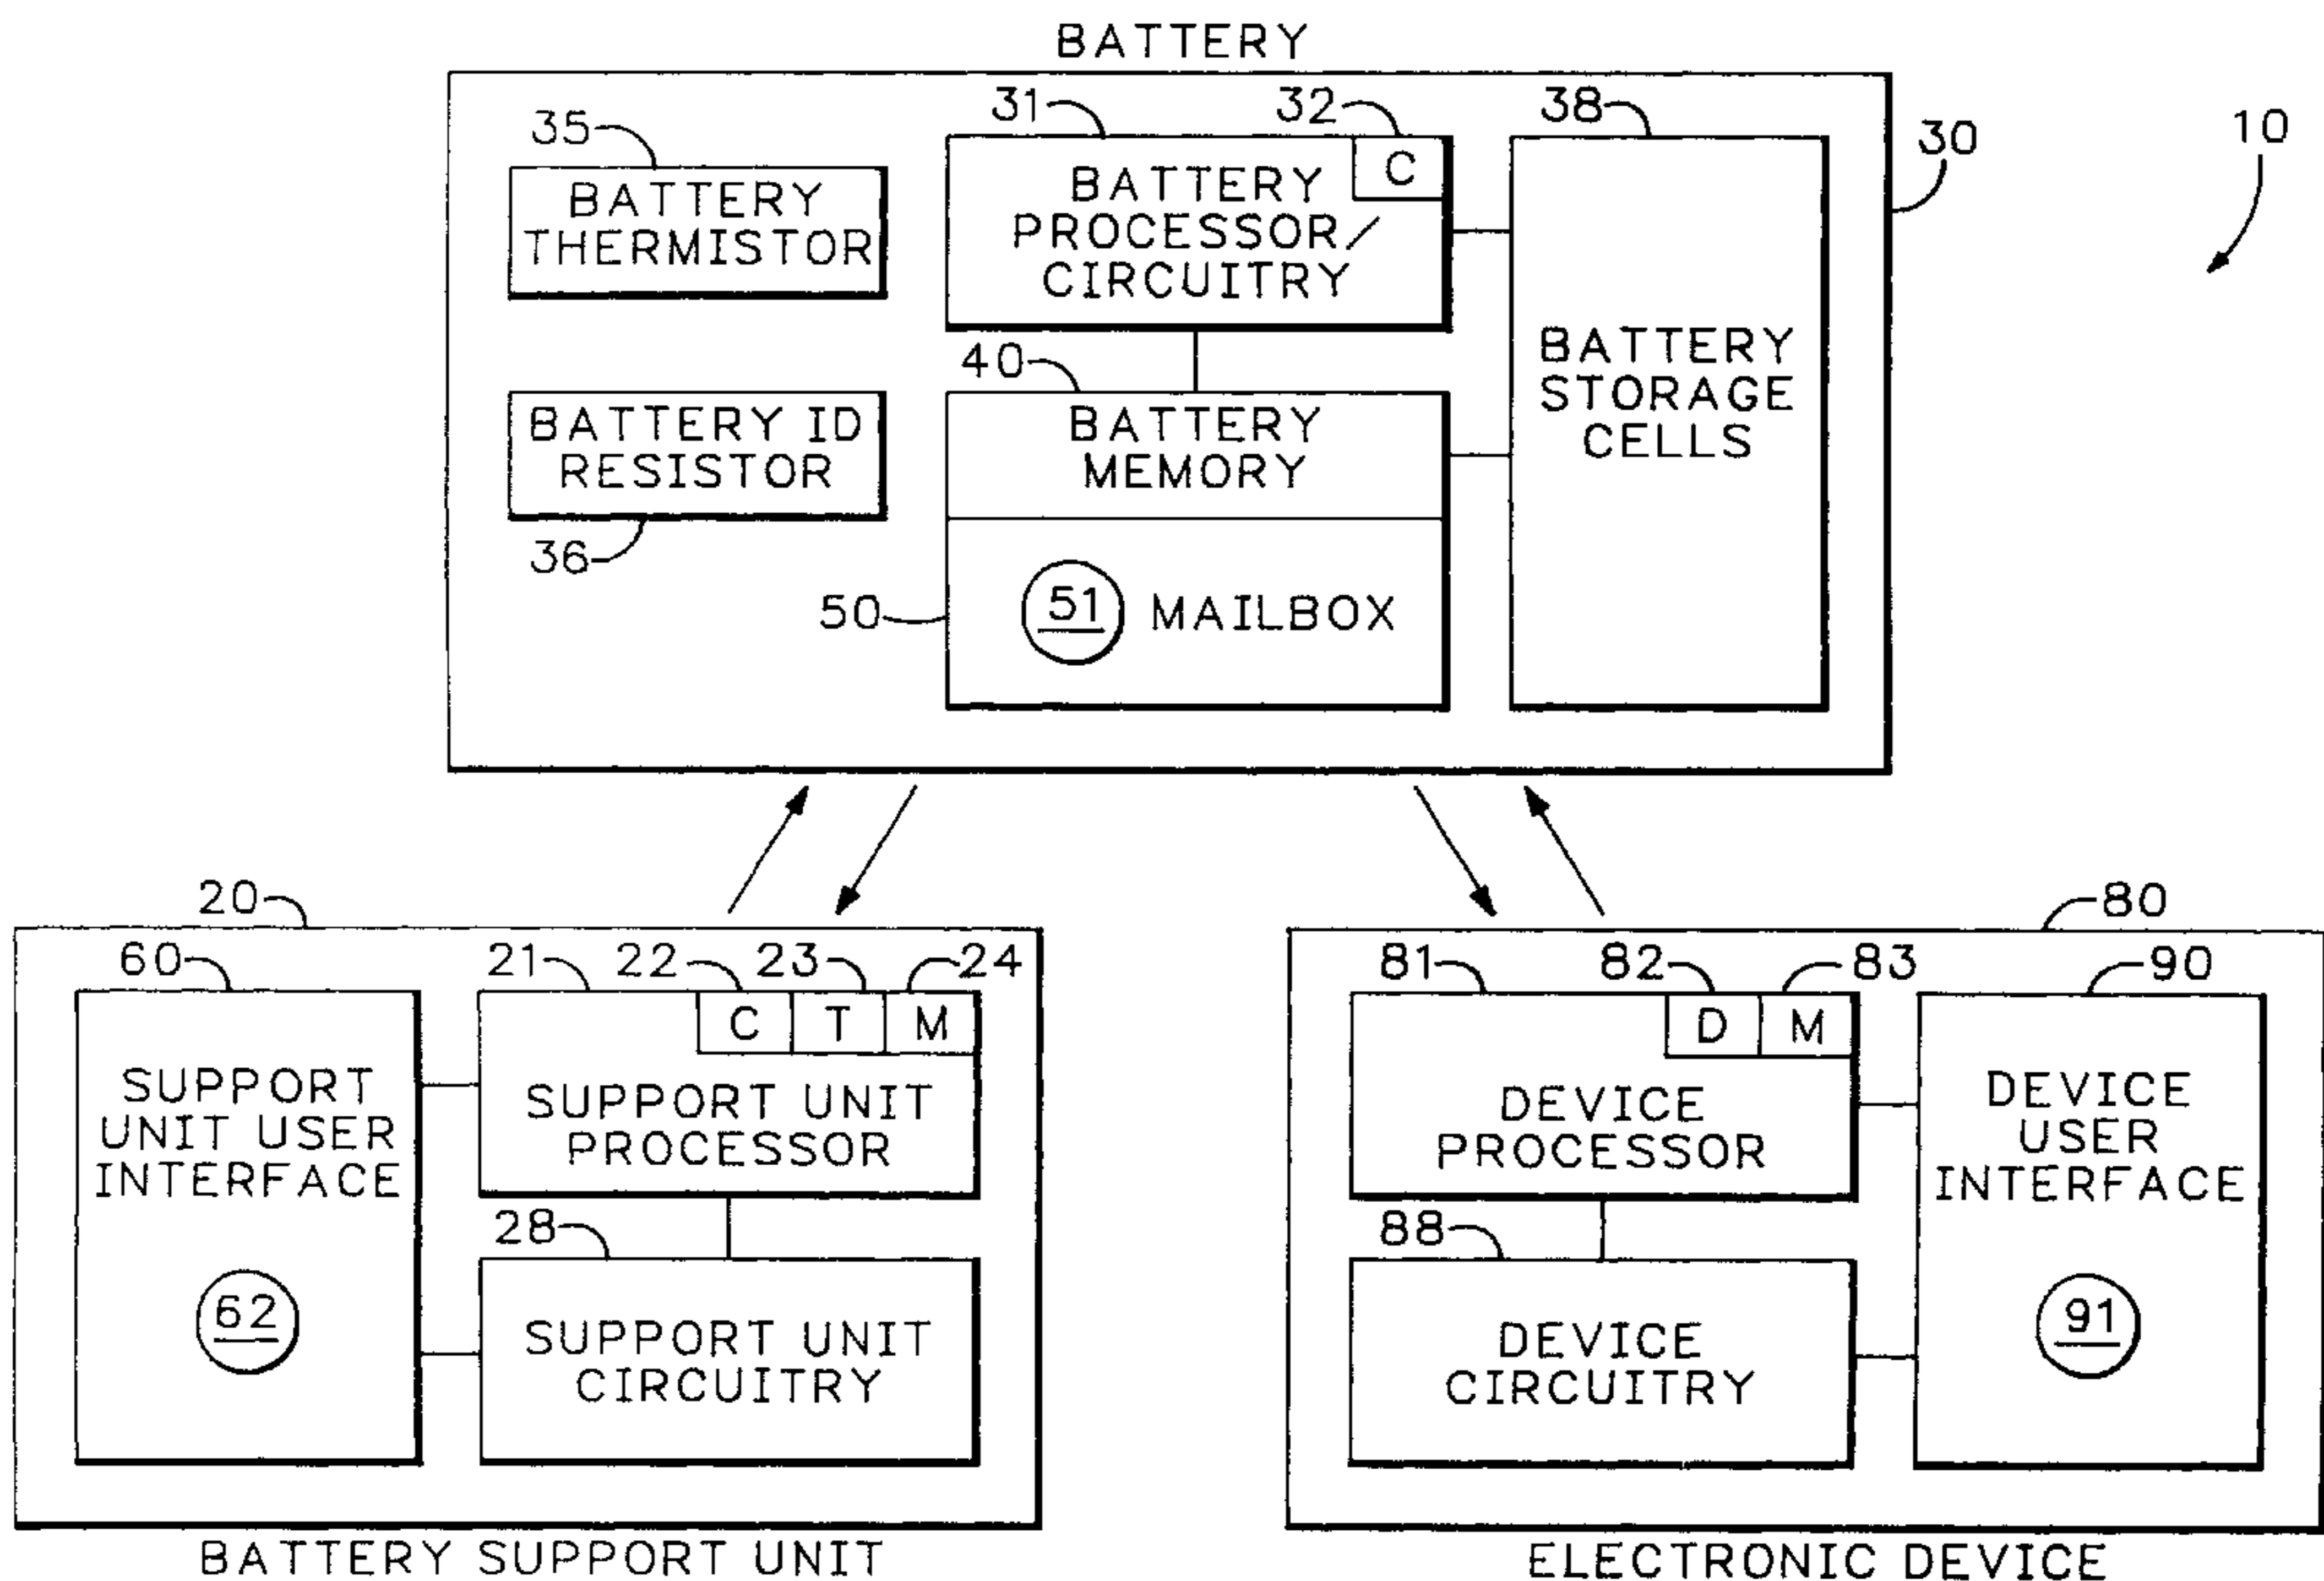 BATTERY
31
32
38
35
30
10
BATTERY
THERMISTOR
C
BATTERY
PROCESSOR/
CIRCUITRY
40
BATTERY
STORAGE
CELLS
BATTERY ID
RESISTOR
36
BATTERY
MEMORY
50
51 MAILBOX
20
60
21
22
23
24
C
T
M
SUPPORT
UNIT USER
INTERFACE
62
SUPPORT UNIT
PROCESSOR
28
SUPPORT UNIT
CIRCUITRY
BATTERY SUPPORT UNIT
80
81
82
83
90
D
M
DEVICE
PROCESSOR
DEVICE
USER
INTERFACE
91
88
DEVICE
CIRCUITRY
ELECTRONIC DEVICE